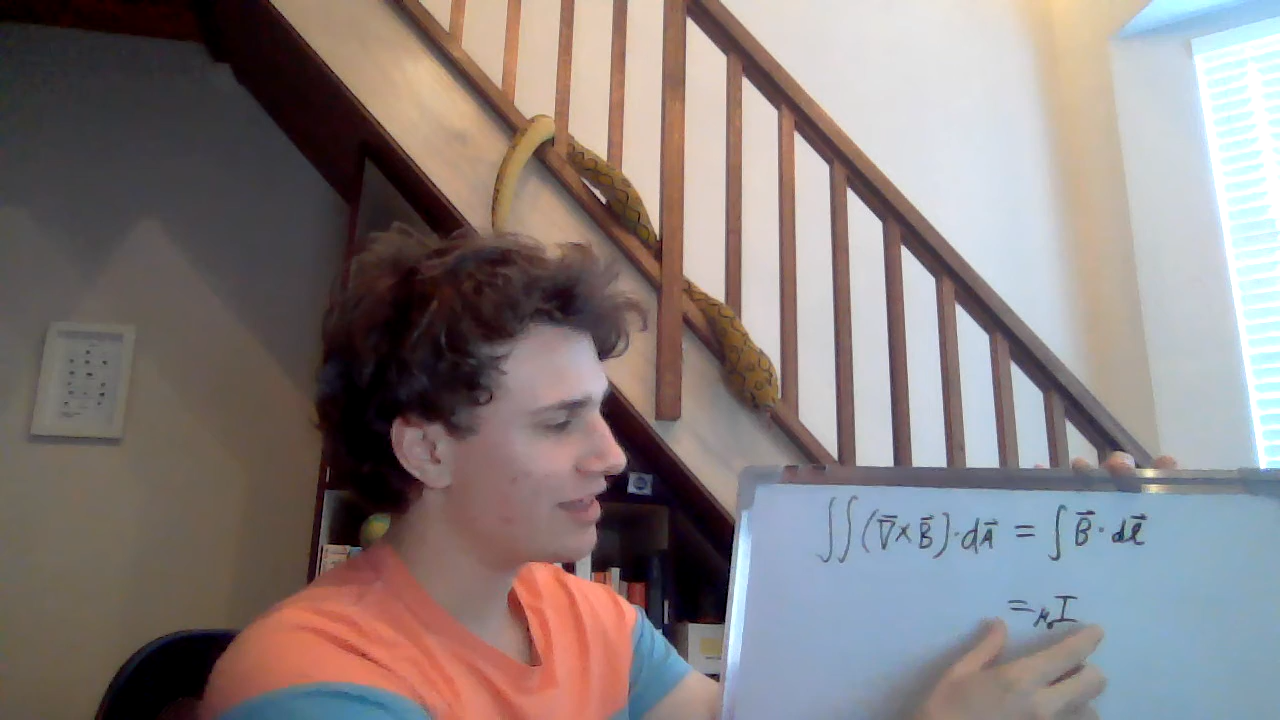 ∬(∇⃗×B⃗)·dA⃗ = ∫B⃗·dℓ⃗
=μ₀I